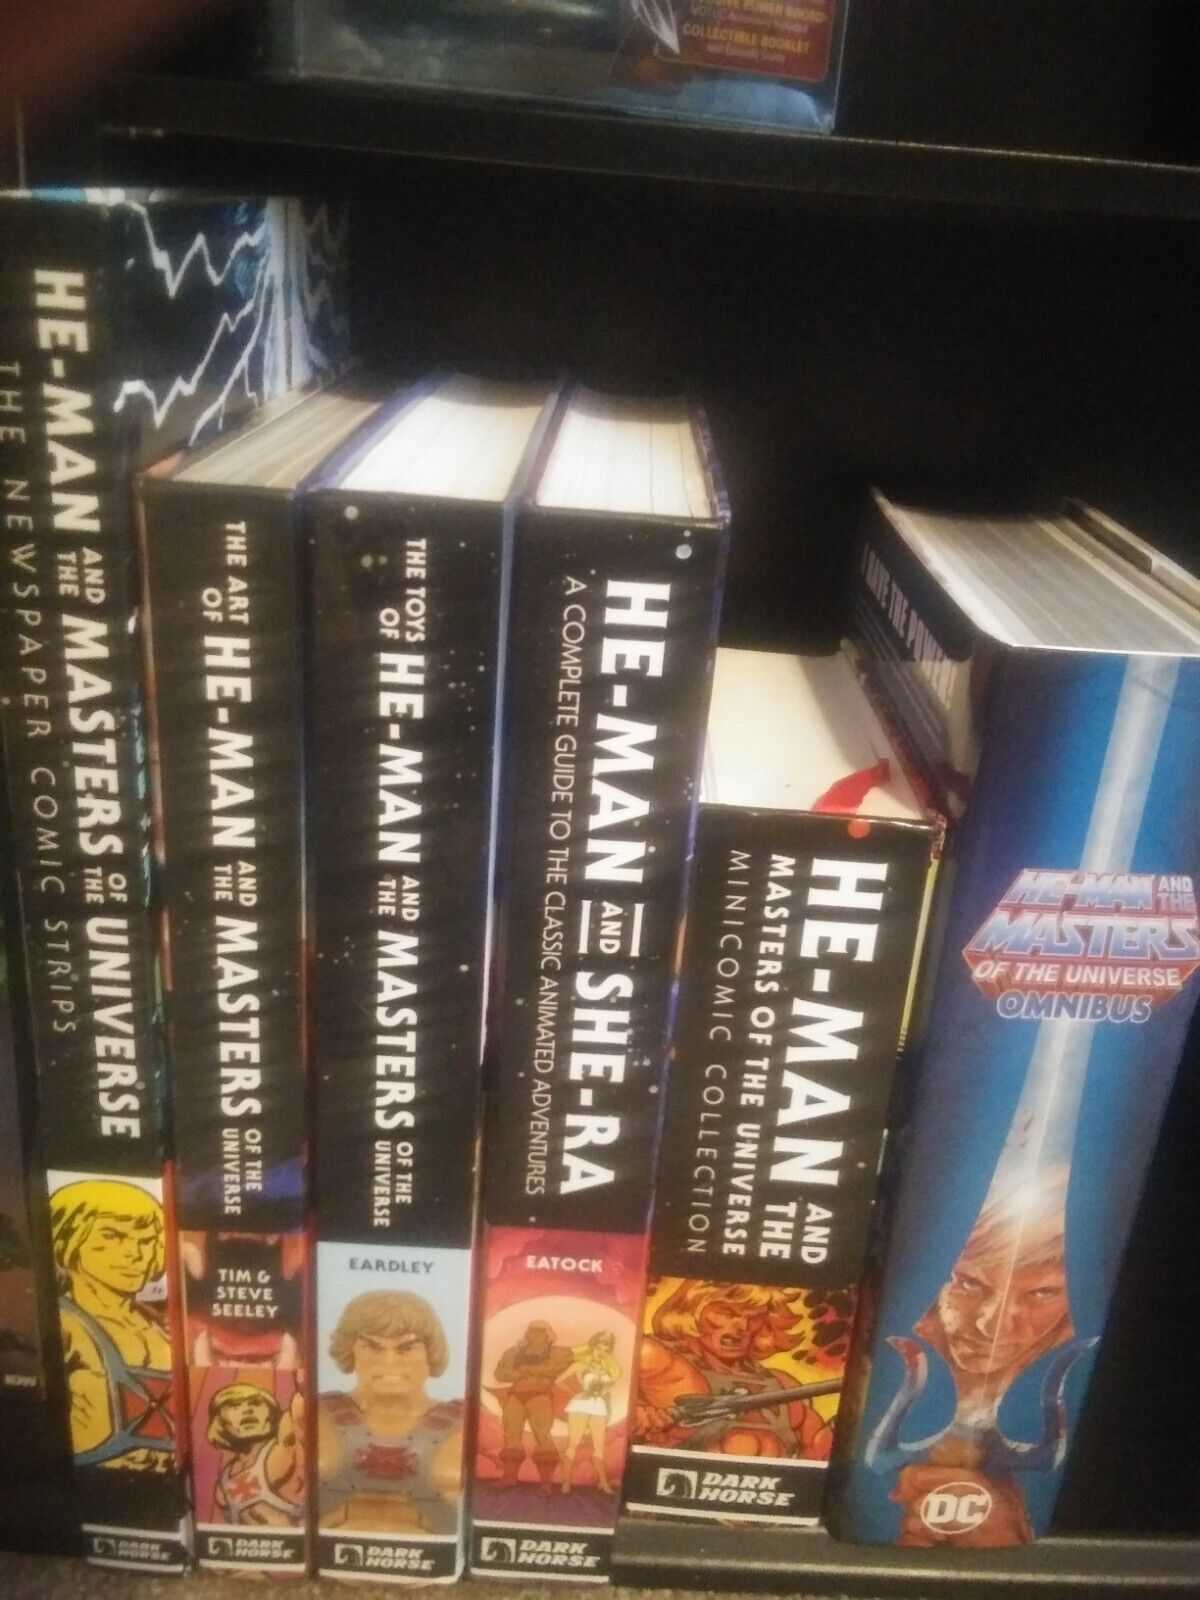 COLLECTIBLE BOOKLET
HE-MAN AND THE MASTERS OF THE UNIVERSE
THE NEWSPAPER COMIC STRIPS
DARK HORSE
THE ART OF HE-MAN AND THE MASTERS OF THE UNIVERSE
TIM & STEVE SEELEY
DARK HORSE
THE TOYS OF HE-MAN AND THE MASTERS OF THE UNIVERSE
EARDLEY
DARK HORSE
HE-MAN AND SHE-RA
A COMPLETE GUIDE TO THE CLASSIC ANIMATED ADVENTURES
EATOCK
DARK HORSE
HE-MAN AND THE
MASTERS OF THE UNIVERSE
MINICOMIC COLLECTION
DARK HORSE
I HAVE THE POWER!
HE-MAN AND THE
MASTERS
OF THE UNIVERSE
OMNIBUS
DC
IDW